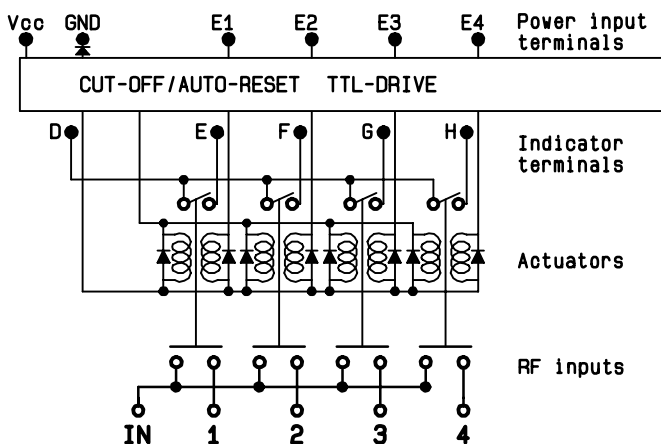 Vcc GND E1 E2 E3 E4 Power input
terminals
CUT-OFF/AUTO-RESET TTL-DRIVE
D E F G H Indicator
terminals
Actuators
RF inputs
IN 1 2 3 4